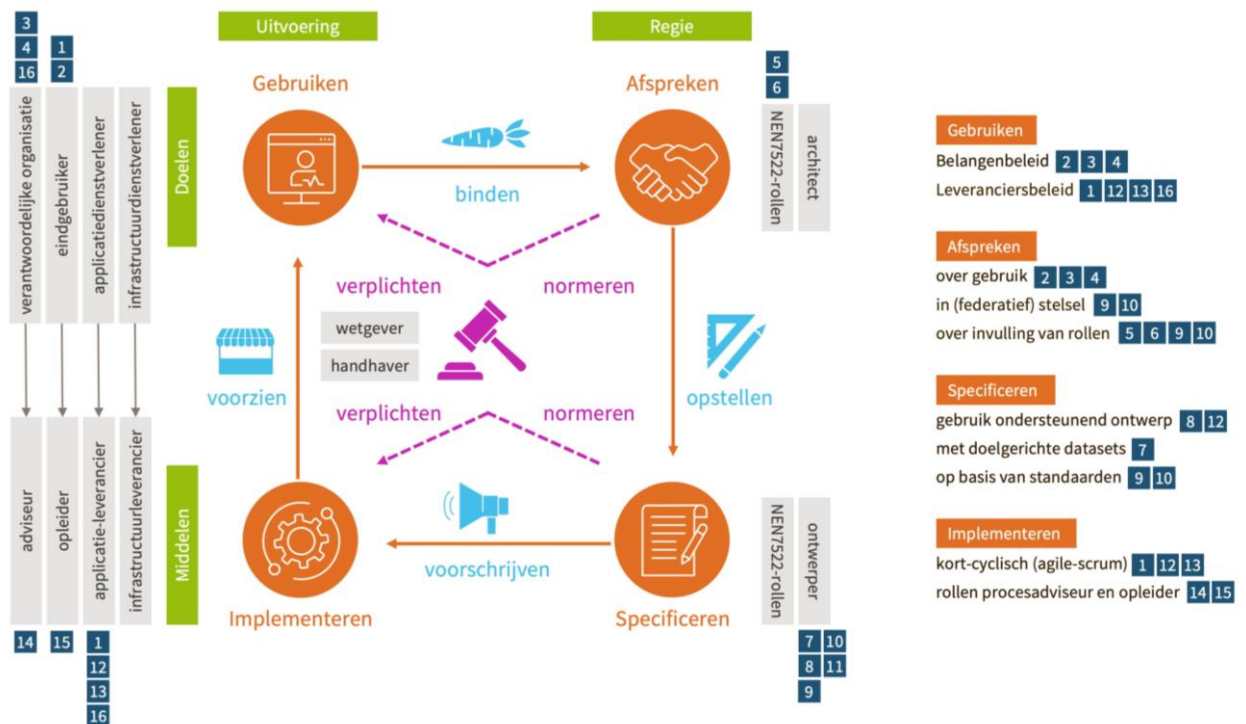 Uitvoering
Regie
3
4
16
1
2
Gebruiken
Afspreken
5
6
verantwoordelijke organisatie
eindgebruiker
applicatiedienstverlener
infrastructuurdienstverlener
Doelen
binden
NEN7522-rollen
architect
verplichten
normeren
wetgever
handhaver
voorzien
opstellen
verplichten
normeren
adviseur
opleider
applicatie-leverancier
infrastructuurleverancier
Middelen
voorschrijven
NEN7522-rollen
ontwerper
Implementeren
Specificeren
14
15
1
12
13
16
7 10
8 11
9
Gebruiken
Belangenbeleid 2 3 4
Leveranciersbeleid 1 12 13 16
Afspreken
over gebruik 2 3 4
in (federatief) stelsel 9 10
over invulling van rollen 5 6 9 10
Specificeren
gebruik ondersteunend ontwerp 8 12
met doelgerichte datasets 7
op basis van standaarden 9 10
Implementeren
kort-cyclisch (agile-scrum) 1 12 13
rollen procesadviseur en opleider 14 15